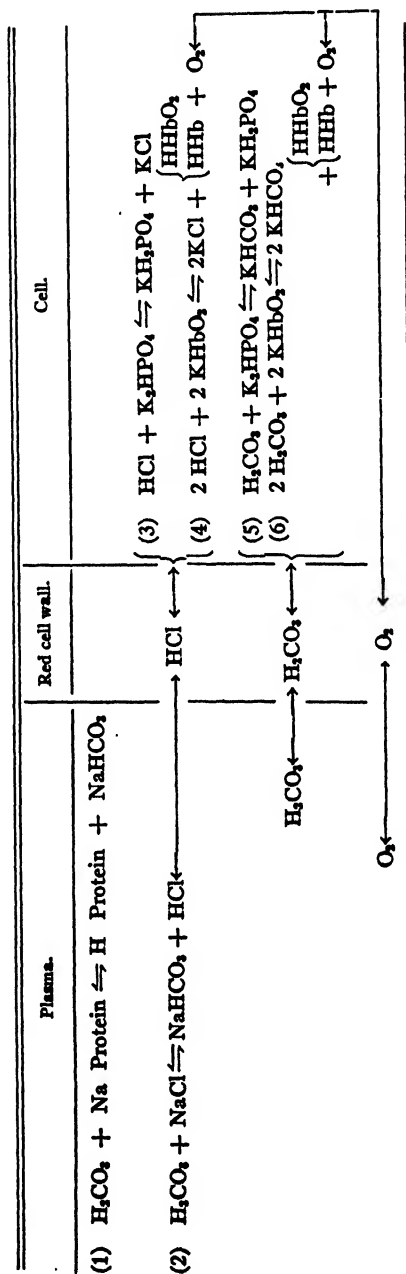 Plasma.
Red cell wall.
Cell.
(1) H₂CO₃ + Na Protein ⇋ H Protein + NaHCO₃
(2) H₂CO₃ + NaCl ⇋ NaHCO₃ + HCl ⟷ HCl ⟷
(3) HCl + K₂HPO₄ ⇋ KH₂PO₄ + KCl
(4) 2 HCl + 2 KHbO₂ ⇋ 2KCl + {HHbO₂
{HHb + O₂
H₂CO₃ ⟷ H₂CO₃ ⟷
(5) H₂CO₃ + K₂HPO₄ ⇋ KHCO₃ + KH₂PO₄
(6) 2 H₂CO₃ + 2 KHbO₂ ⇋ 2 KHCO₃
+ {HHbO₂
{HHb + O₂
O₂ ⟷ O₂ ⟷